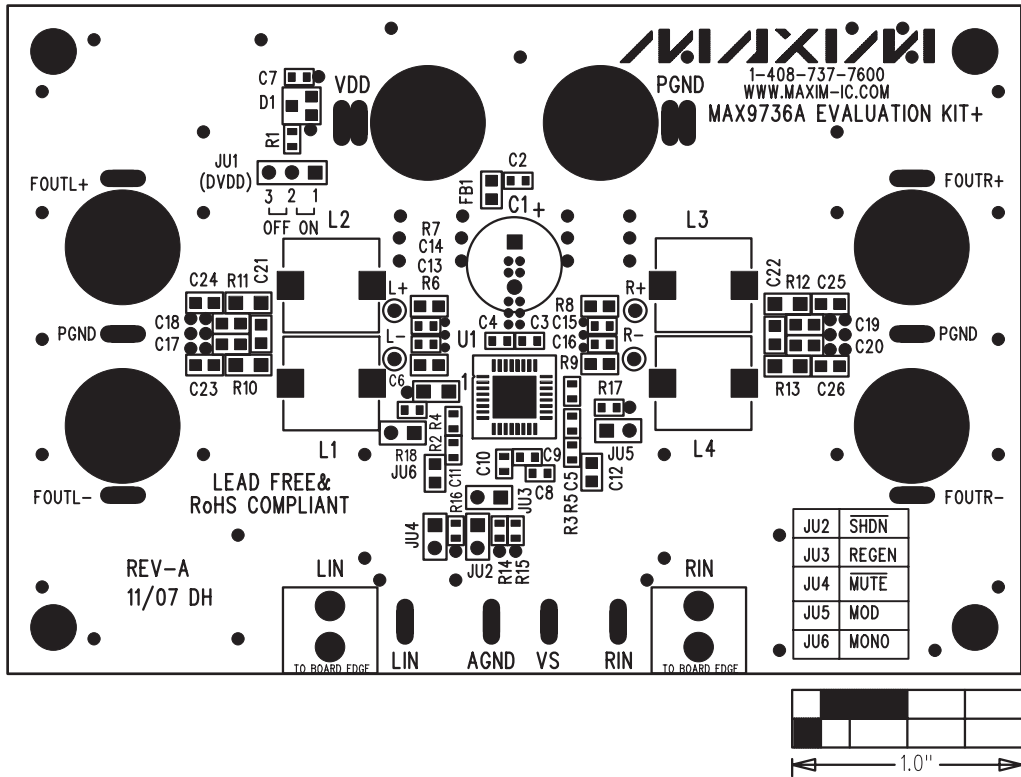 MAXIM
1-408-737-7600
WWW.MAXIM-IC.COM
MAX9736A EVALUATION KIT+
C7
D1
R1
VDD
PGND
JU1
(DVDD)
3 2 1
OFF ON
FOUTL+
FOUTR+
C2
FB1
C1 +
L2
L3
R7
C14
C13
R6
C24
R11
C21
L+
R+
R8
C15
C16
R9
C22
R12
C25
PGND
C18
C17
L-
R-
U1
C4
C3
C19
C20
PGND
C23
R10
C6
1
R17
R13
C26
L1
L4
R4
R2
R18
JU6
C11
C10
C9
C8
C5
C12
JU5
FOUTL-
FOUTR-
LEAD FREE&
RoHS COMPLIANT
JU4
R16
JU2
JU3
R14
R15
R3
R5
REV-A
11/07 DH
LIN
RIN
JU2 SHDN
JU3 REGEN
JU4 MUTE
JU5 MOD
JU6 MONO
TO BOARD EDGE
LIN
AGND
VS
RIN
TO BOARD EDGE
1.0"